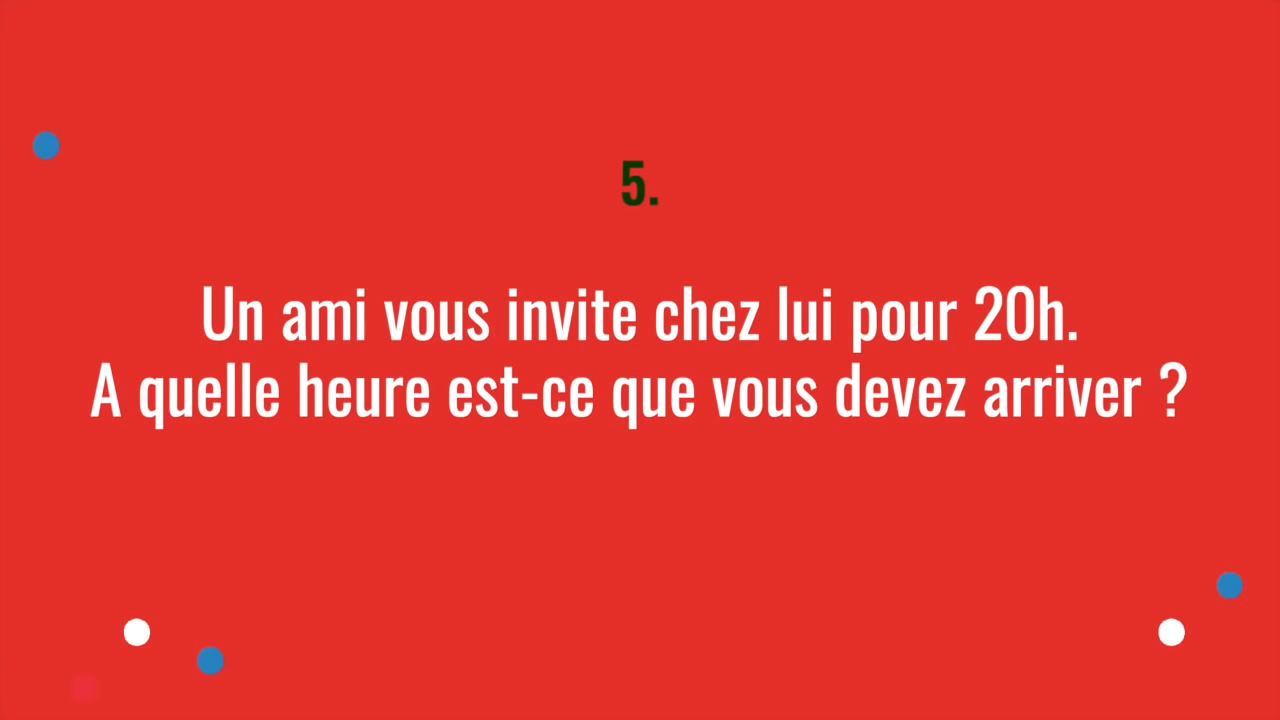 5.
Un ami vous invite chez lui pour 20h.
A quelle heure est-ce que vous devez arriver ?